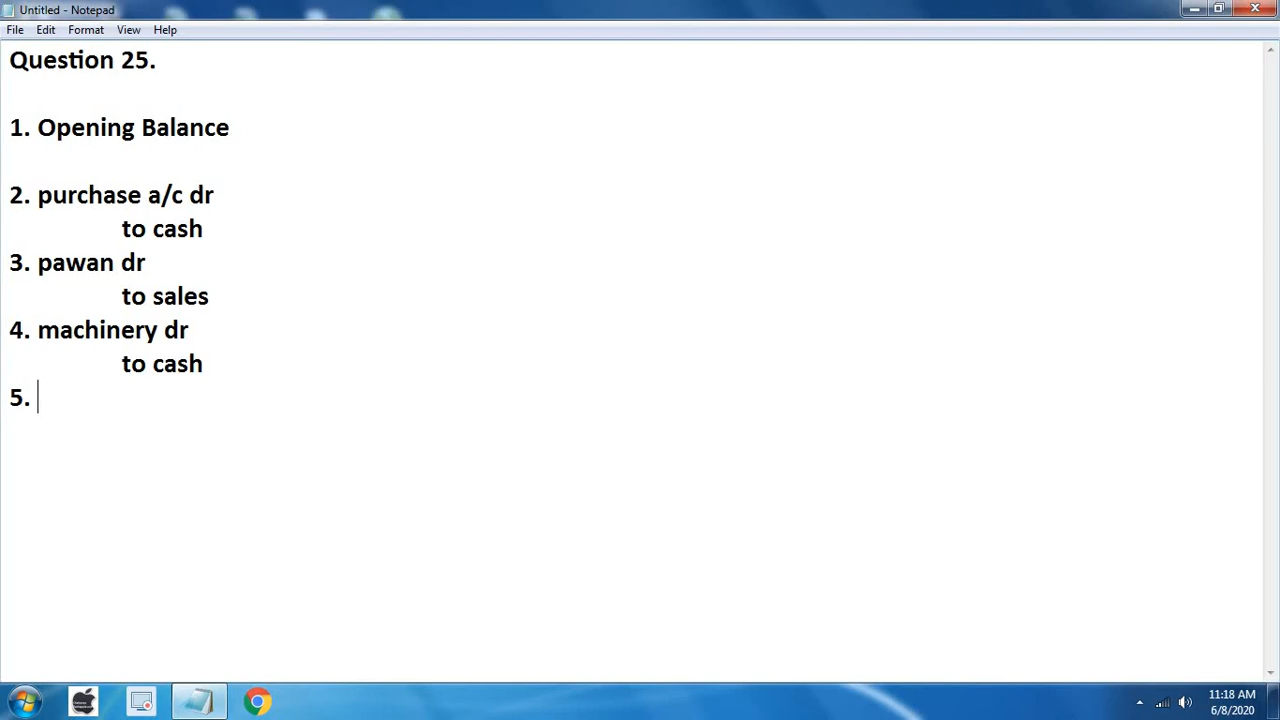 Untitled - Notepad
File Edit Format View Help
Question 25.
1. Opening Balance
2. purchase a/c dr
to cash
3. pawan dr
to sales
4. machinery dr
to cash
5.
11:18 AM
6/8/2020